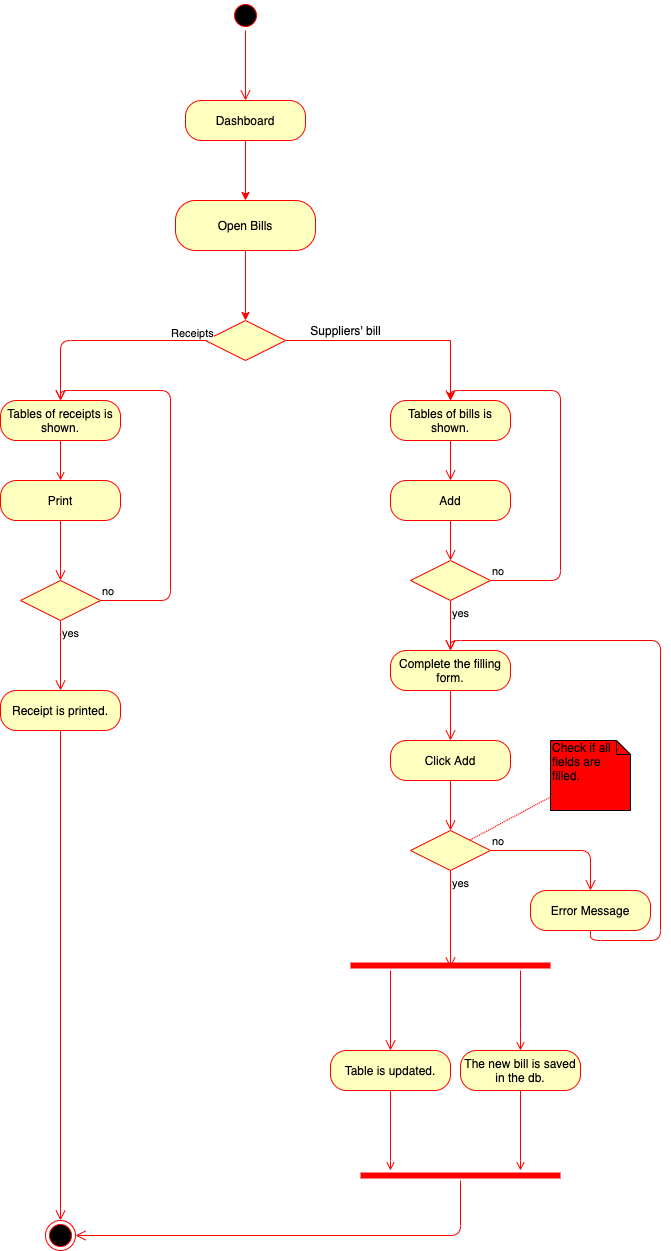 Dashboard
Open Bills
Receipts
Suppliers' bill
Tables of receipts is
shown.
Print
no
yes
Receipt is printed.
Tables of bills is
shown.
Add
no
yes
Complete the filling
form.
Click Add
Check if all
fields are
filled.
no
yes
Error Message
Table is updated.
The new bill is saved
in the db.